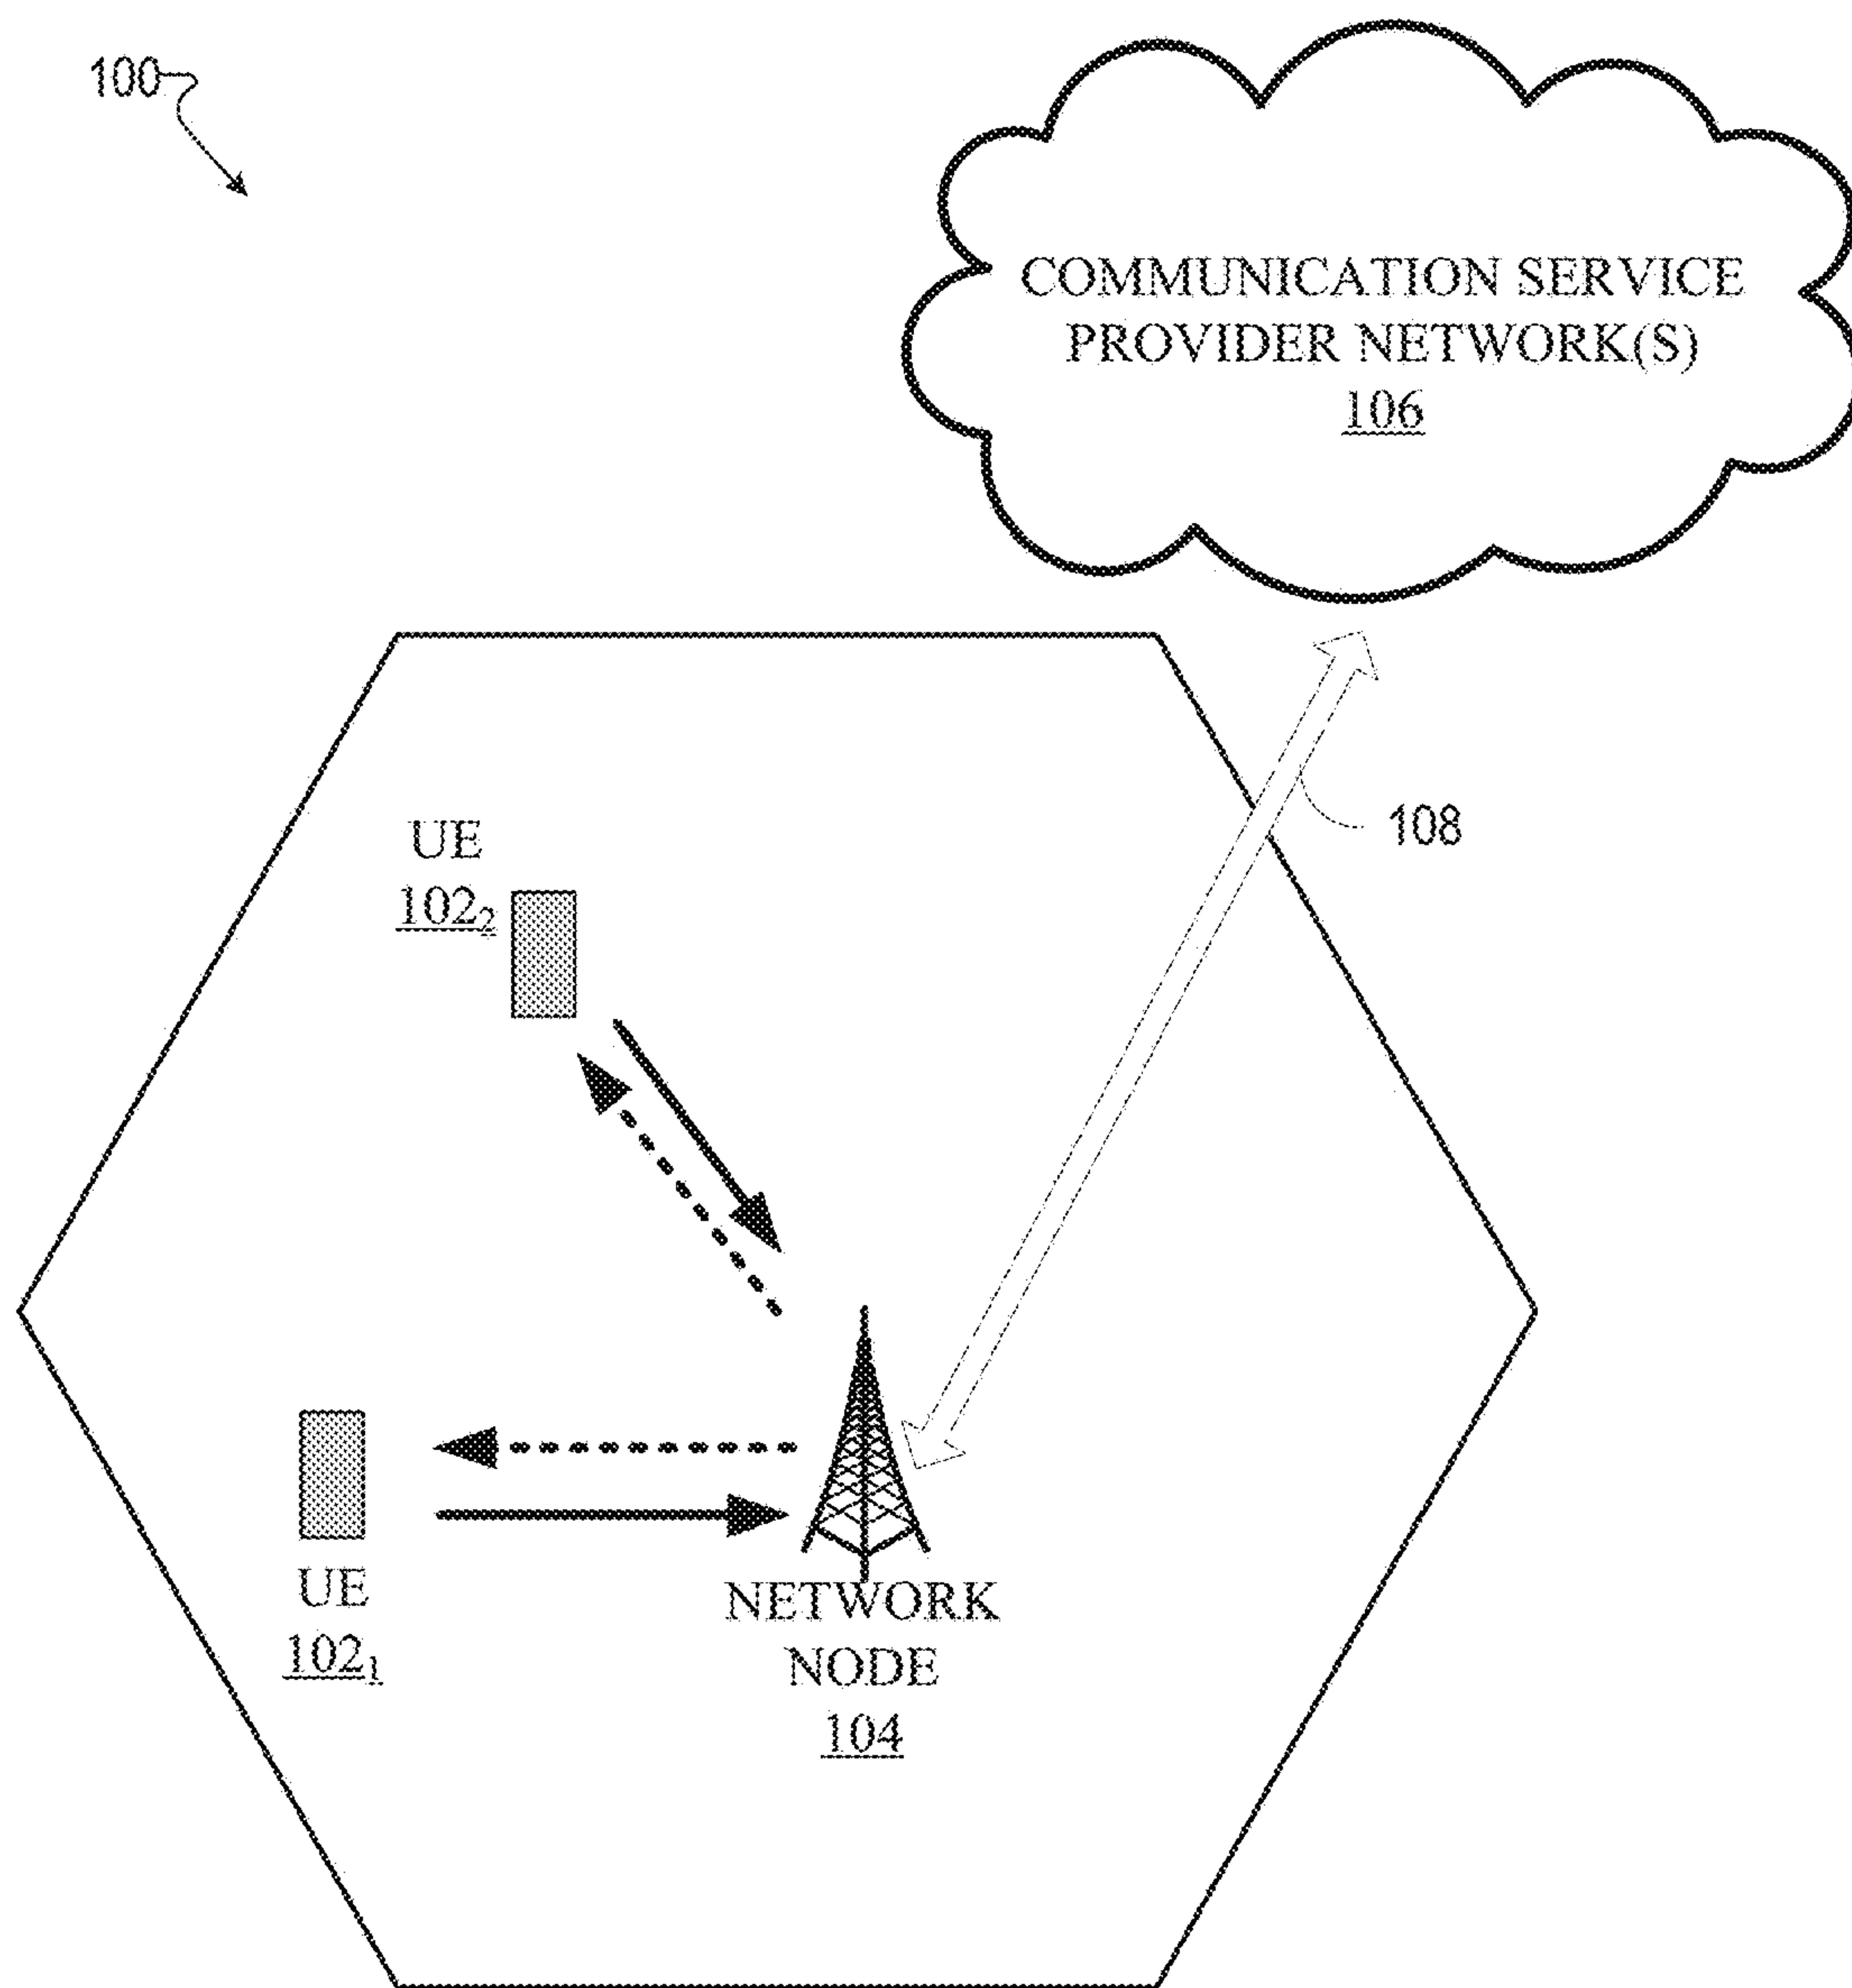 100
COMMUNICATION SERVICE
PROVIDER NETWORK(S)
106
108
UE
102₂
UE
102₁
NETWORK
NODE
104